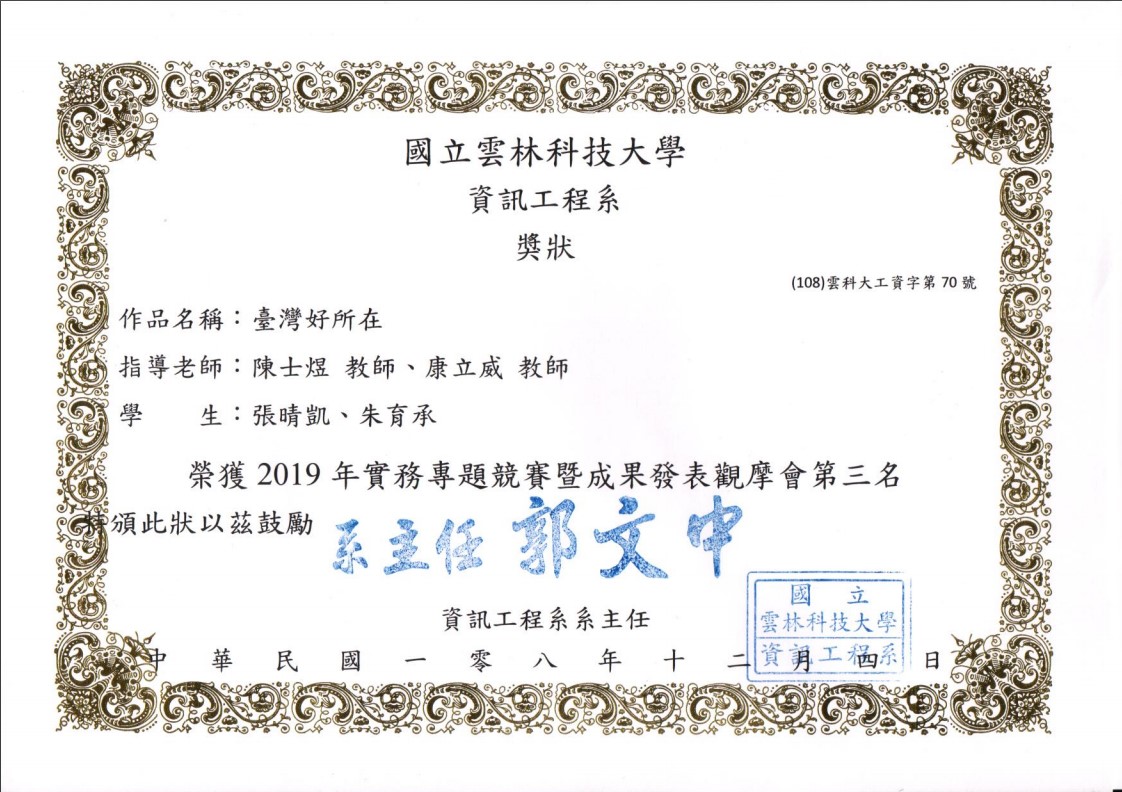 國立雲林科技大學
資訊工程系
獎狀
(108)雲科大工資字第 70 號
作品名稱：臺灣好所在
指導老師：陳士煜 教師、康立威 教師
學 生：張晴凱、朱育承
榮獲 2019 年實務專題競賽暨成果發表觀摩會第三名
特頒此狀以茲鼓勵
系主任 郭文中
資訊工程系系主任
國 立
雲林科技大學
資訊工程系
中 華 民 國 一 零 八 年 十 二 月 四 日